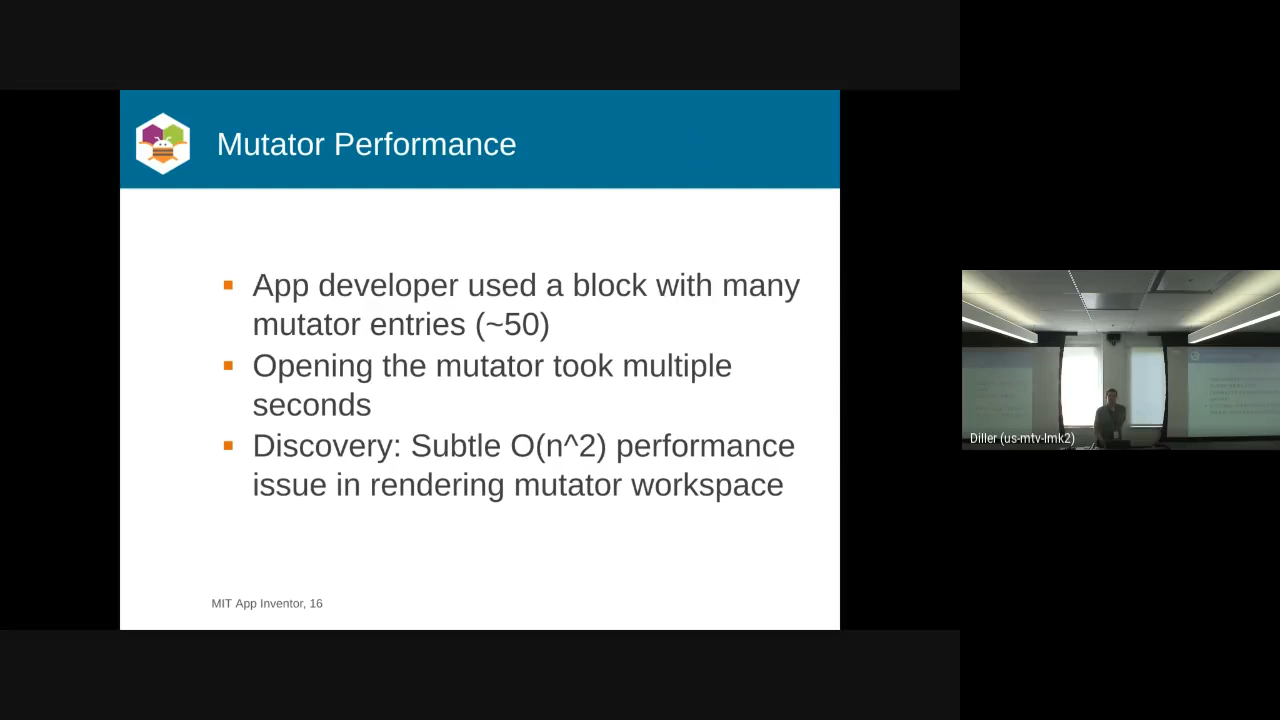 Mutator Performance
App developer used a block with many
mutator entries (~50)
Opening the mutator took multiple
seconds
Discovery: Subtle O(n^2) performance
issue in rendering mutator workspace
MIT App Inventor, 16
Diller (us-mtv-lmk2)